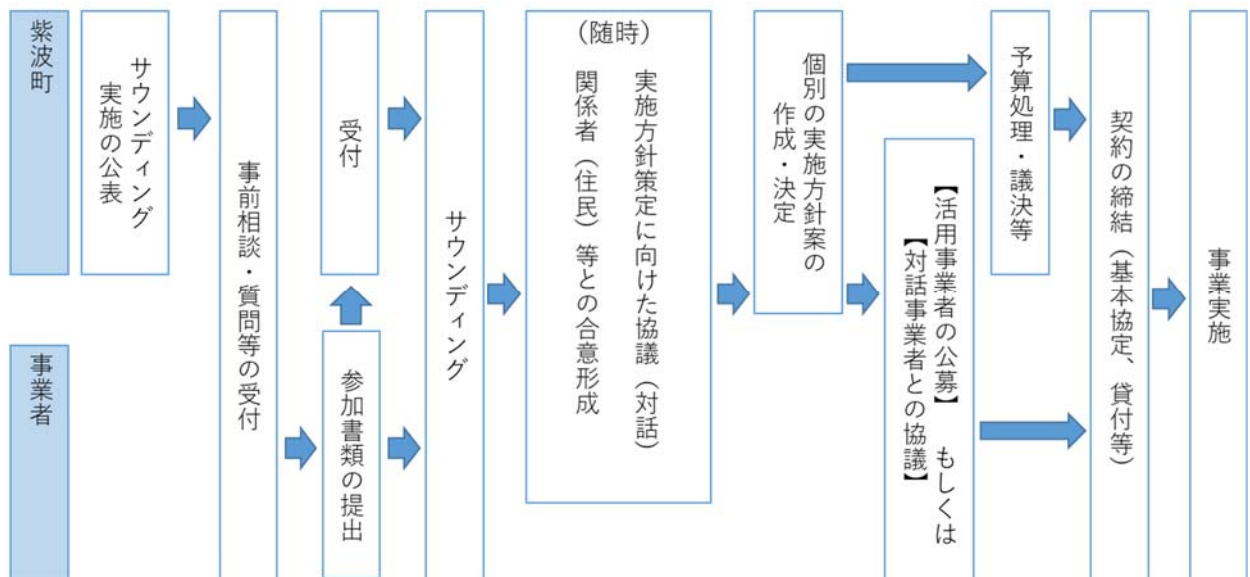 紫波町
事業者
サウンディング
実施の公表
事前相談・質問等の受付
受付
参加書類の提出
サウンディング
（随時）
実施方針策定に向けた協議（対話）
関係者（住民）等との合意形成
個別の実施方針案の
作成・決定
【活用事業者の公募】　もしくは
【対話事業者との協議】
予算処理・議決等
契約の締結（基本協定、貸付等）
事業実施